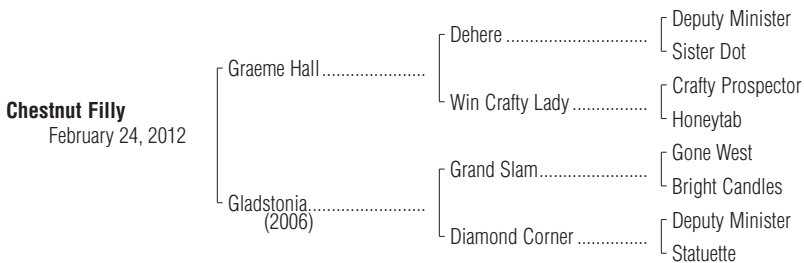 Deputy Minister
Dehere ..............................
Sister Dot
Graeme Hall......................
Crafty Prospector
Win Crafty Lady ................
Honeytab
Chestnut Filly
February 24, 2012
Gone West
Grand Slam.......................
Bright Candles
Gladstonia.........................
(2006)
Deputy Minister
Diamond Corner ...............
Statuette